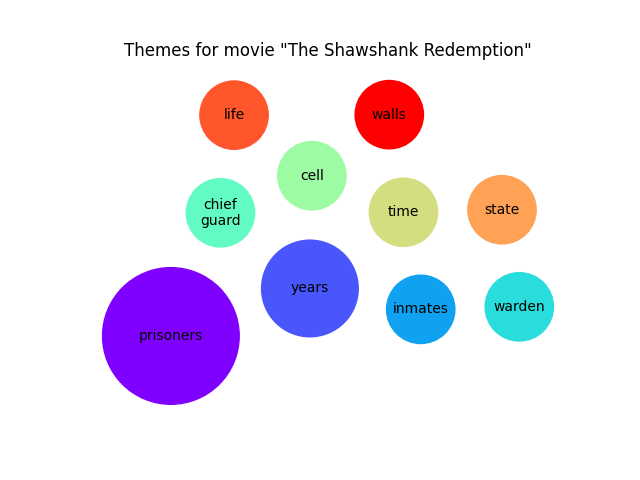 Themes for movie "The Shawshank Redemption"
life
walls
cell
chief
guard
time
state
years
inmates
warden
prisoners